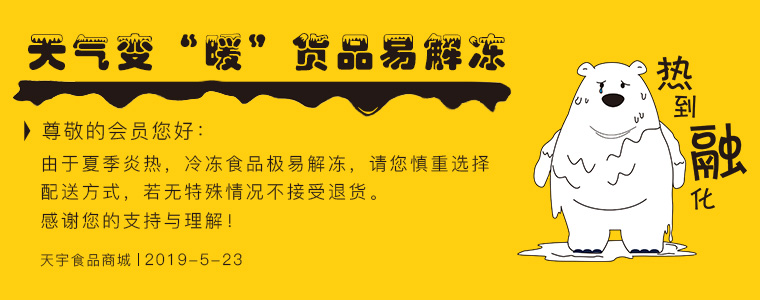 天气变“暖”货品易解冻
尊敬的会员您好：
由于夏季炎热，冷冻食品极易解冻，请您慎重选择
配送方式，若无特殊情况不接受退货。
感谢您的支持与理解！
天宇食品商城 | 2019-5-23
热到融化